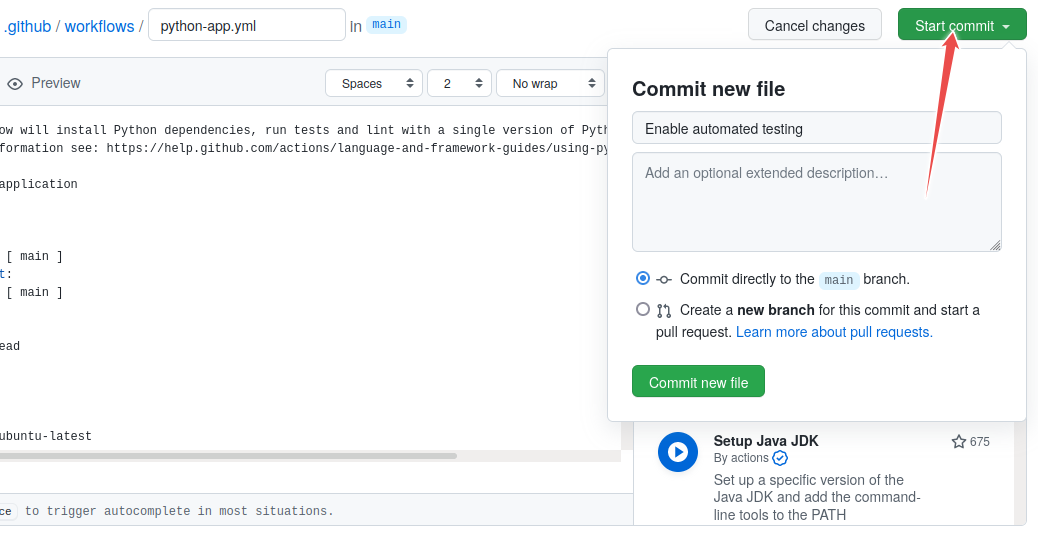 .github / workflows / python-app.yml in main Cancel changes Start commit
Preview Spaces 2 No wrap
Commit new file
Enable automated testing
Add an optional extended description…
Commit directly to the main branch.
Create a new branch for this commit and start a
pull request. Learn more about pull requests.
Commit new file
ow will install Python dependencies, run tests and lint with a single version of Pyth
formation see: https://help.github.com/actions/language-and-framework-guides/using-py
application
[ main ]
t:
[ main ]
ead
ubuntu-latest
ce to trigger autocomplete in most situations.
Setup Java JDK 675
By actions
Set up a specific version of the
Java JDK and add the command-
line tools to the PATH